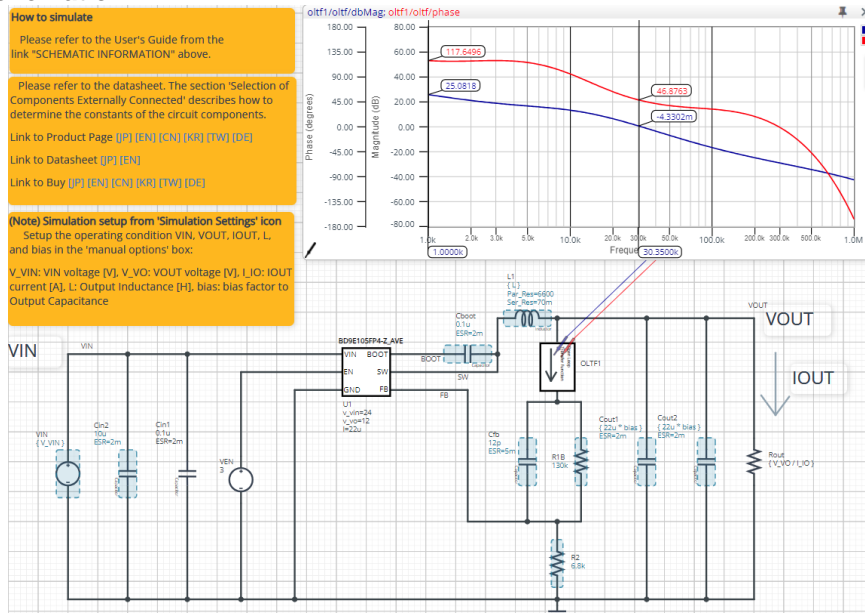 How to simulate
Please refer to the User's Guide from the
link "SCHEMATIC INFORMATION" above.
Please refer to the datasheet. The section 'Selection of
Components Externally Connected' describes how to
determine the constants of the circuit components.
Link to Product Page [JP] [EN] [CN] [KR] [TW] [DE]
Link to Datasheet [JP] [EN]
Link to Buy [JP] [EN] [CN] [KR] [TW] [DE]
(Note) Simulation setup from 'Simulation Settings' icon
Setup the operating condition VIN, VOUT, IOUT, L,
and bias in the 'manual options' box:
V_VIN: VIN voltage [V], V_VO: VOUT voltage [V], I_IO: IOUT
current [A], L: Output Inductance [H], bias: bias factor to
Output Capacitance
oltf1/oltf/dbMag; oltf1/oltf/phase
180.00
135.00
90.00
45.00
0.00
-45.00
-90.00
-135.00
-180.00
Phase (degrees)
80.00
60.00
40.00
20.00
0.00
-20.00
-40.00
-60.00
-80.00
Magnitude (dB)
117.6496
25.0818
46.8763
-4.3302m
1.0k
2.0k
3.0k
5.0k
10.0k
20.0k
30.0k
50.0k
100.0k
200.0k
300.0k
600.0k
1.0M
1.0000k
Freque
30.3500k
L1
{ L }
Par_Res=6600
Ser_Res=70m
Cboot
0.1u
ESR=2m
BD9E105FP4-Z_AVE
VIN
BOOT
EN
SW
GND
FB
U1
v_vin=24
v_vo=12
l=22u
BOOT
SW
FB
OLTF1
VOUT
VOUT
IOUT
VIN
VIN
VIN
{ V_VIN }
Cin2
10u
ESR=2m
Cin1
0.1u
ESR=2m
VEN
3
Cfb
12p
ESR=5m
R1B
130k
Cout1
{ 22u * bias }
ESR=2m
Cout2
{ 22u * bias }
ESR=2m
Rout
{ V_VO / I_IO }
R2
6.8k